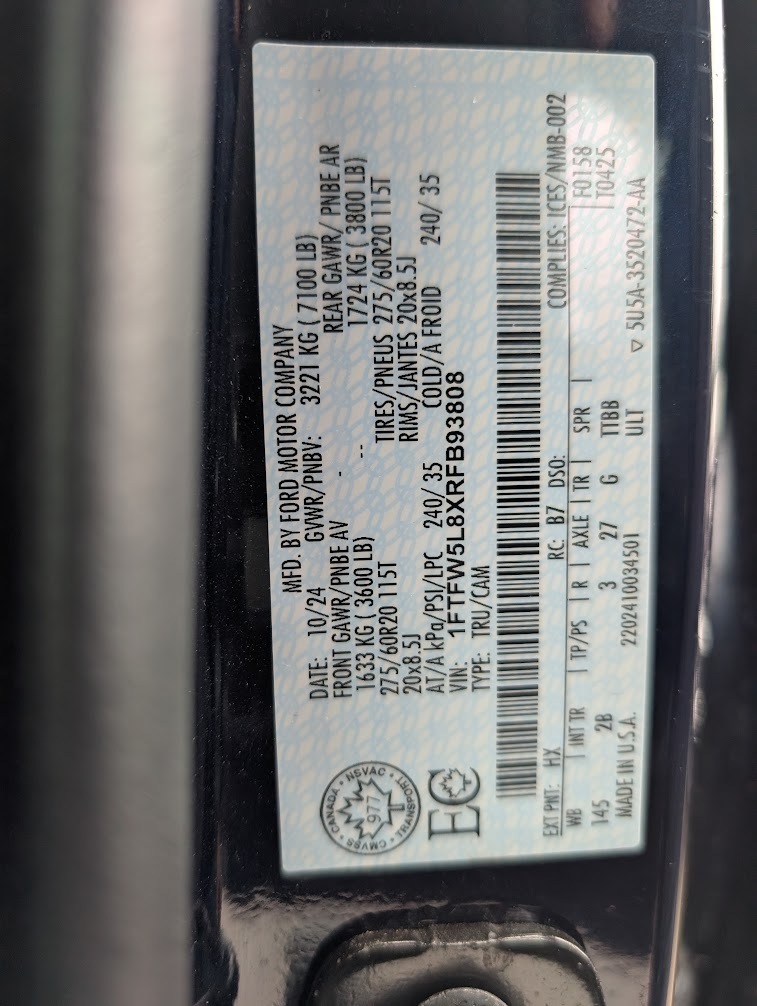 MFD. BY FORD MOTOR COMPANY
DATE: 10/24 GVWR/PNBV: 3221 KG ( 7100 LB)
FRONT GAWR/PNBE AV REAR GAWR/ PNBE AR
1633 KG ( 3600 LB) 1724 KG ( 3800 LB)
275/60R20 115T TIRES/PNEUS 275/60R20 115T
20x8.5J RIMS/JANTES 20x8.5J
AT/A kPa/PSI/LPC 240/ 35 COLD/A FROID 240/ 35
VIN: 1FTFW5L8XRFB93808
TYPE: TRU/CAM
CANADA • NSVAC • TRANSPORT • CMVSS
977
EC
COMPLIES: ICES/NMB-002
EXT PNT: HX RC: B7 DSO: F0158
WB | INT TR | TP/PS | R | AXLE | TR | SPR | T0425
145 2B 3 27 G TTBB
MADE IN U.S.A. 2202410034501 ULT ▽ 5U5A-3520472-AA